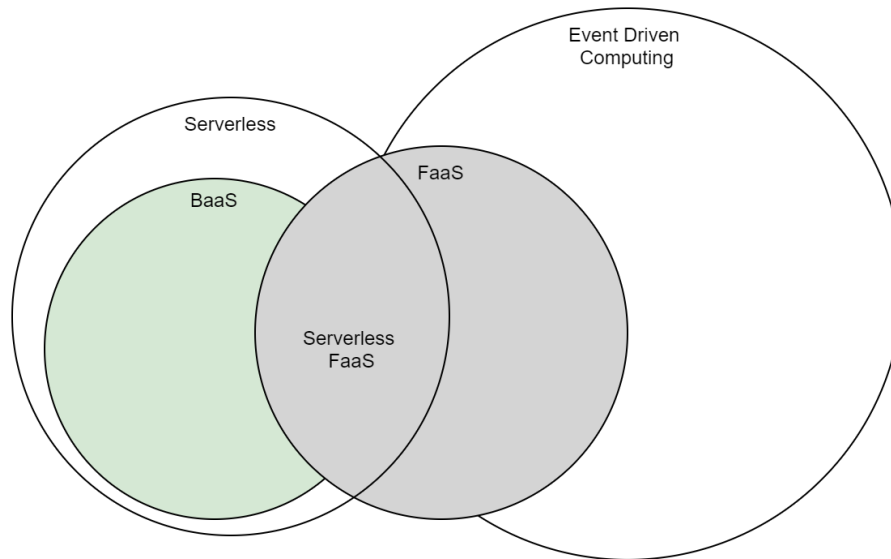 Event Driven
Computing
Serverless
FaaS
BaaS
Serverless
FaaS